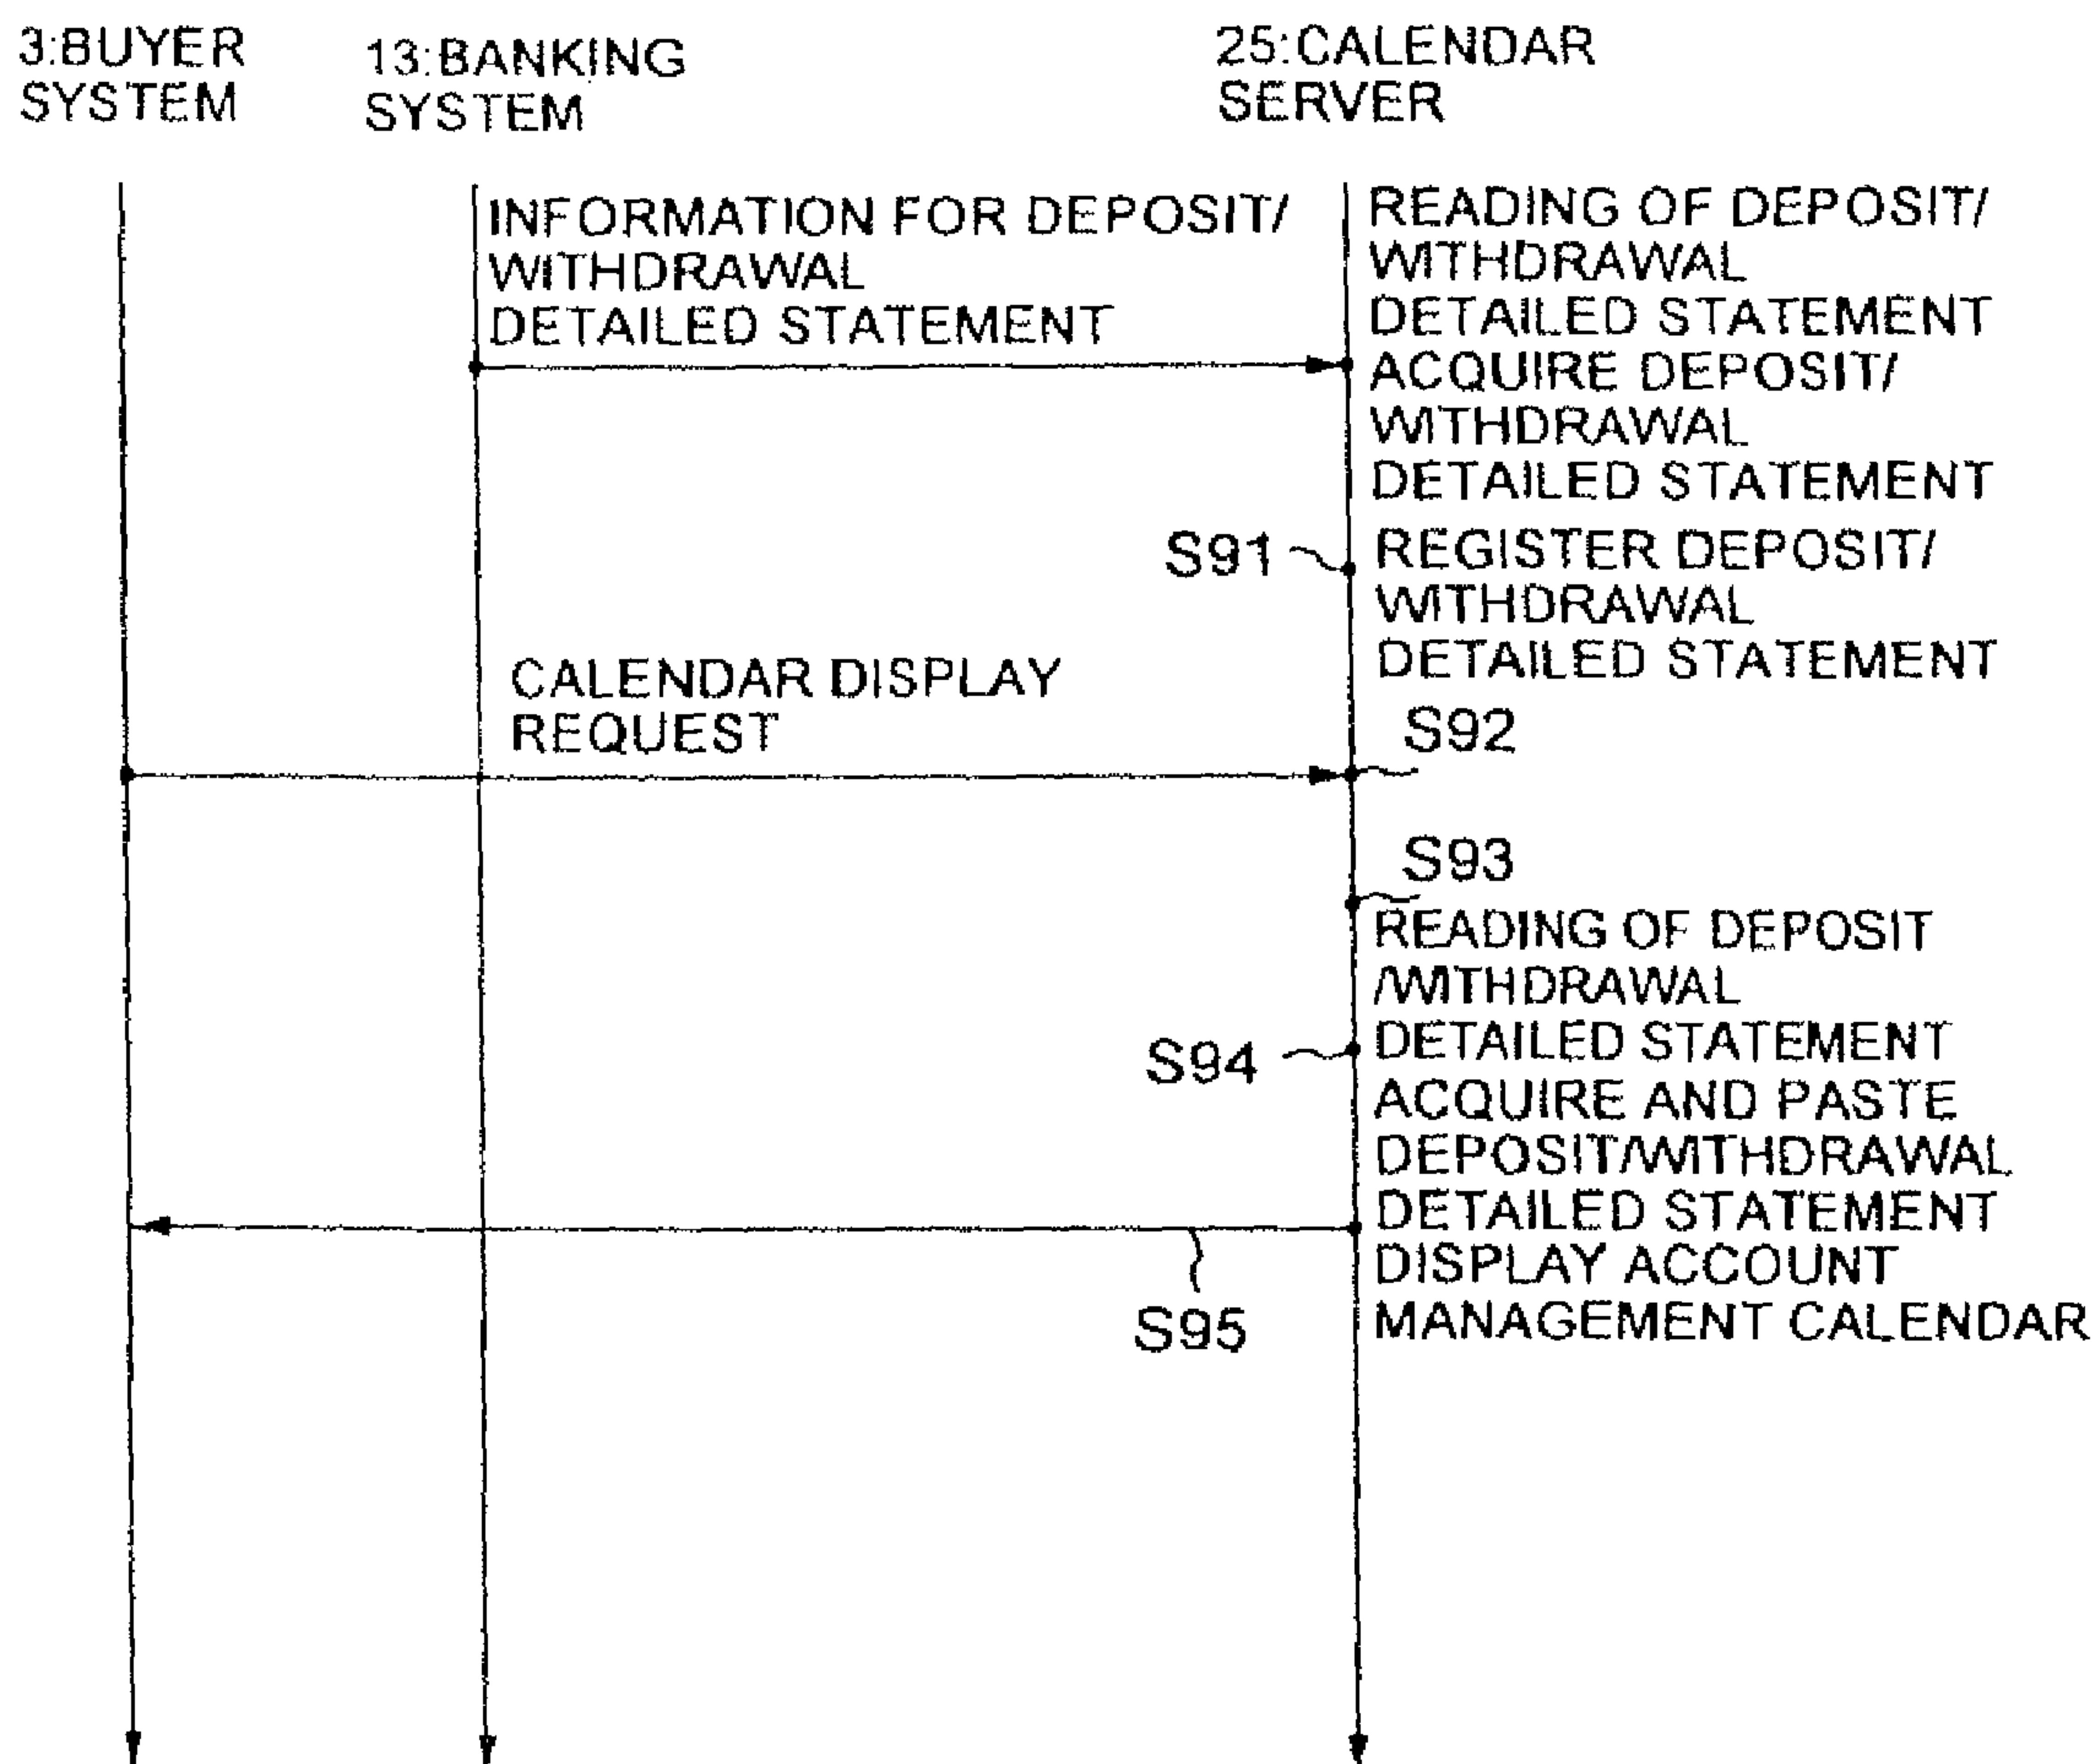 3:BUYER
SYSTEM
13:BANKING
SYSTEM
25:CALENDAR
SERVER
INFORMATION FOR DEPOSIT/
WITHDRAWAL
DETAILED STATEMENT
READING OF DEPOSIT/
WITHDRAWAL
DETAILED STATEMENT
ACQUIRE DEPOSIT/
WITHDRAWAL
DETAILED STATEMENT
S91
REGISTER DEPOSIT/
WITHDRAWAL
DETAILED STATEMENT
CALENDAR DISPLAY
REQUEST
S92
S93
READING OF DEPOSIT
/WITHDRAWAL
DETAILED STATEMENT
S94
ACQUIRE AND PASTE
DEPOSIT/WITHDRAWAL
DETAILED STATEMENT
DISPLAY ACCOUNT
MANAGEMENT CALENDAR
S95